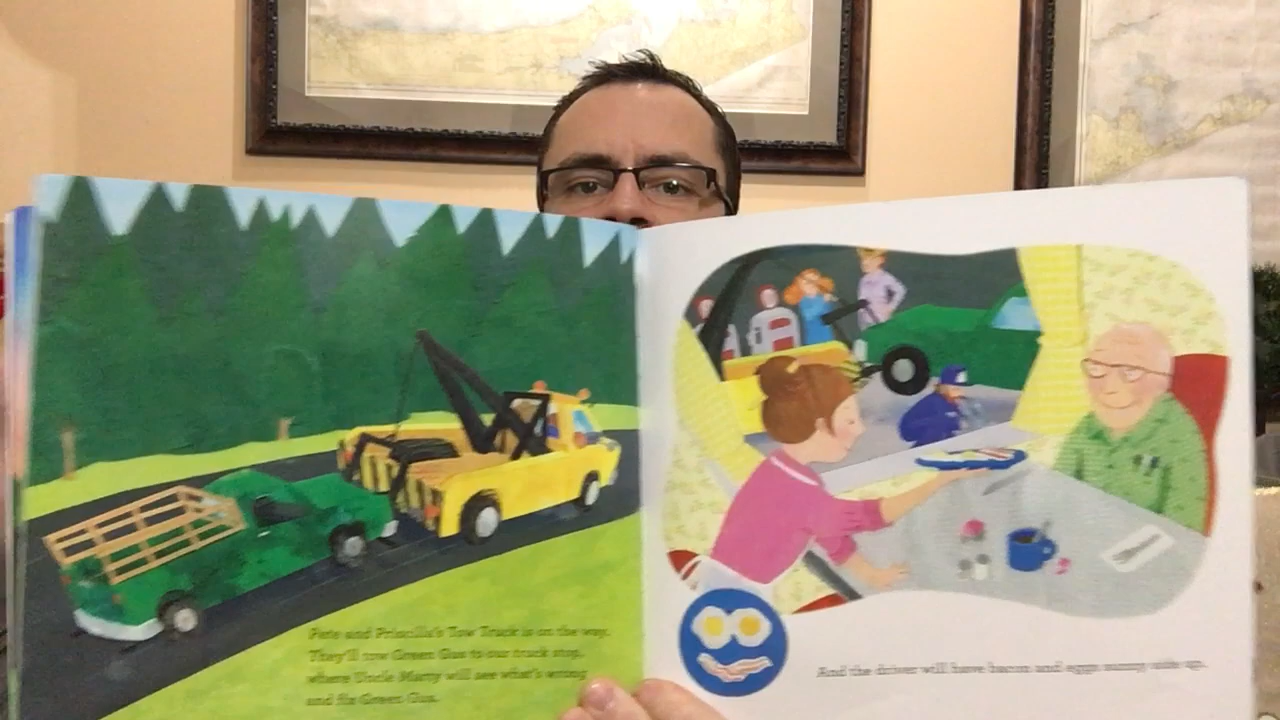 Pete and Priscilla's Tow Truck is on the way.
They'll tow Green Gus to our truck stop,
where Uncle Marty will see what's wrong
and fix Green Gus.
And the driver will have bacon and eggs sunny-side up.